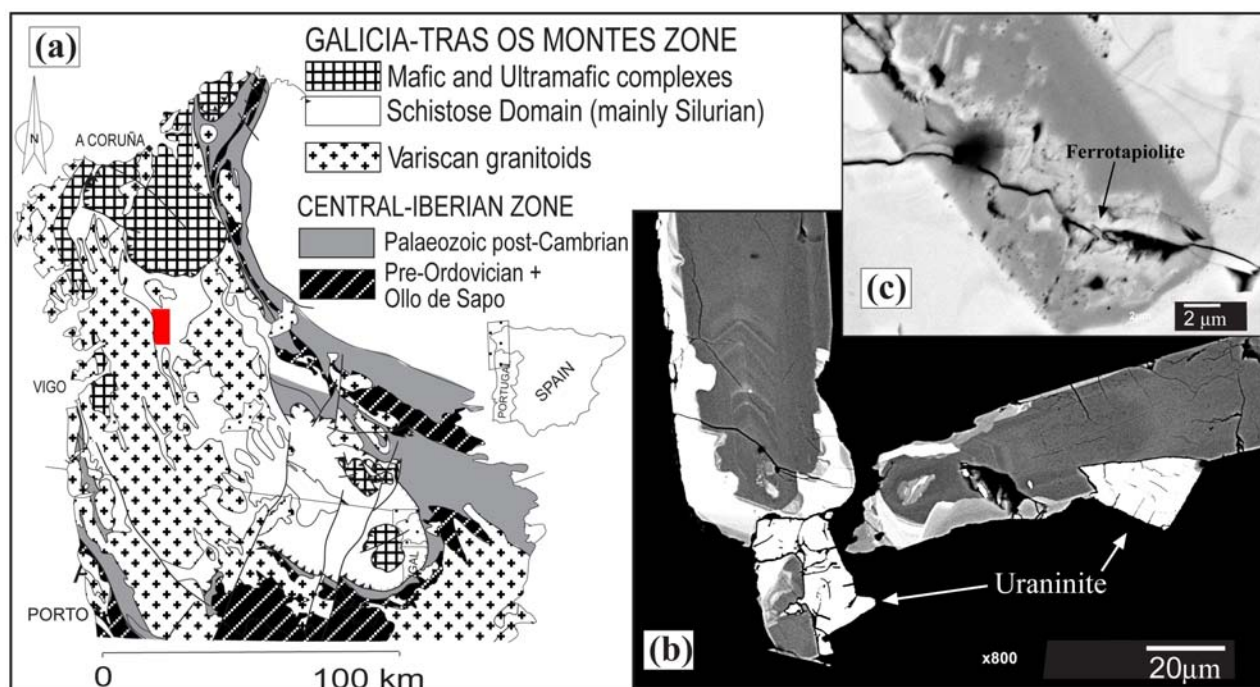 (a)
N
GALICIA-TRAS OS MONTES ZONE
Mafic and Ultramafic complexes
Schistose Domain (mainly Silurian)
Variscan granitoids
CENTRAL-IBERIAN ZONE
Palaeozoic post-Cambrian
Pre-Ordovician +
Ollo de Sapo
A CORUÑA
VIGO
PORTO
PORTUGAL
SPAIN
0 100 km
(c)
Ferrotapiolite
2 µm
(b)
Uraninite
x800
20µm